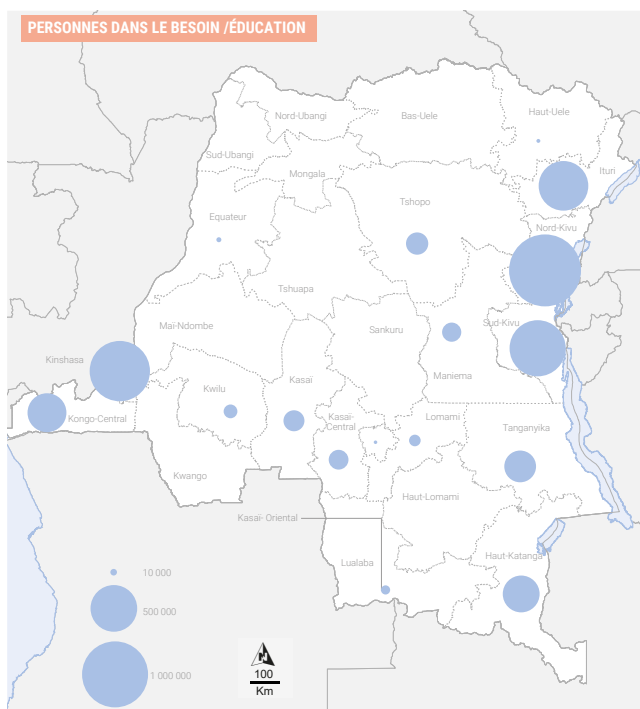 PERSONNES DANS LE BESOIN /ÉDUCATION
Nord-Ubangi
Bas-Uele
Haut-Uele
Sud-Ubangi
Mongala
Ituri
Tshopo
Equateur
Nord-Kivu
Tshuapa
Maï-Ndombe
Sankuru
Sud-Kivu
Kinshasa
Kasaï
Maniema
Kwilu
Kongo-Central
Kasaï-
Central
Lomami
Tanganyika
Kwango
Haut-Lomami
Kasaï- Oriental
Lualaba
Haut-Katanga
10 000
500 000
1 000 000
100
Km